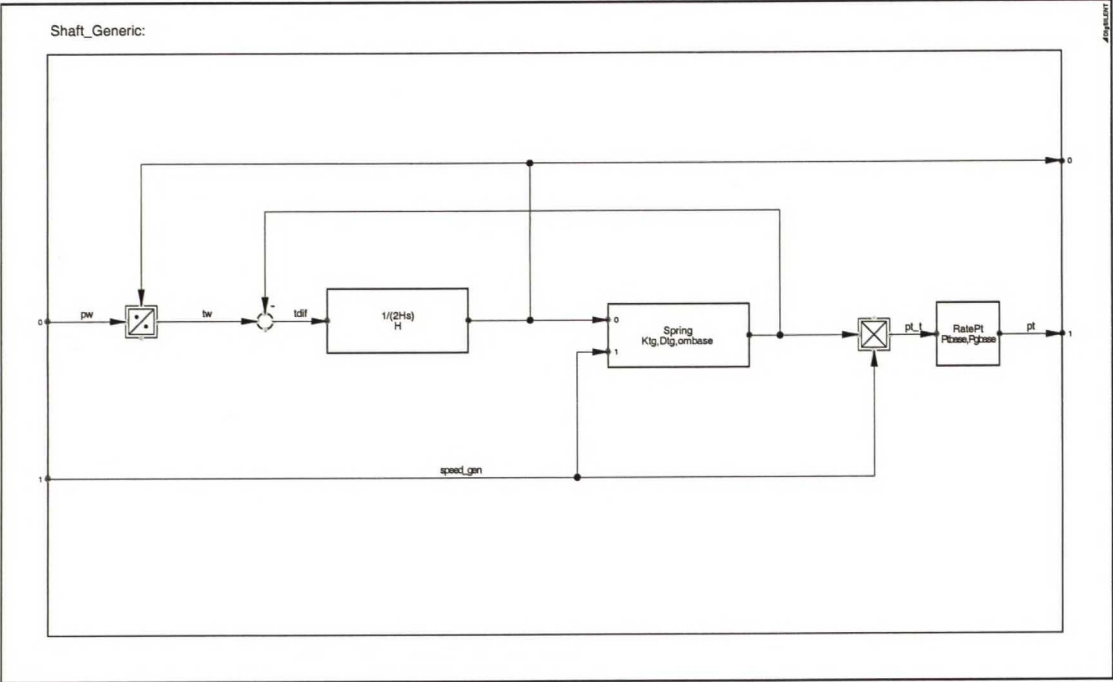 Shaft_Generic:
DIgSILENT
0
pw
tw
-
tdif
1/(2Hs)
H
0
1
Spring
Ktg,Dtg,ombase
pt_t
RatePt
Ptbase,Pgbase
pt
0
1
speed_gen
1